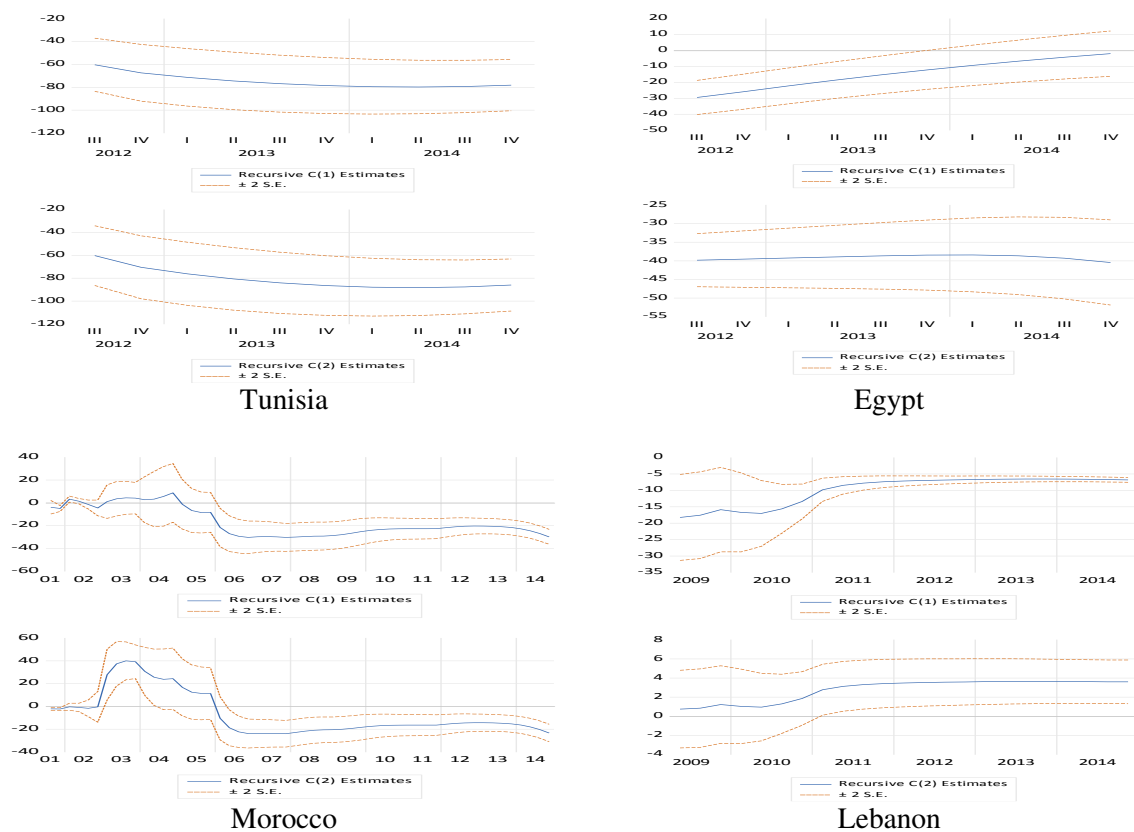 -20
-40
-60
-80
-100
-120
III IV I II III IV I II III IV
2012 2013 2014
Recursive C(1) Estimates
± 2 S.E.
-20
-40
-60
-80
-100
-120
III IV I II III IV I II III IV
2012 2013 2014
Recursive C(2) Estimates
± 2 S.E.
Tunisia
20
10
0
-10
-20
-30
-40
-50
III IV I II III IV I II III IV
2012 2013 2014
Recursive C(1) Estimates
± 2 S.E.
-25
-30
-35
-40
-45
-50
-55
III IV I II III IV I II III IV
2012 2013 2014
Recursive C(2) Estimates
± 2 S.E.
Egypt
40
20
0
-20
-40
-60
01 02 03 04 05 06 07 08 09 10 11 12 13 14
Recursive C(1) Estimates
± 2 S.E.
60
40
20
0
-20
-40
01 02 03 04 05 06 07 08 09 10 11 12 13 14
Recursive C(2) Estimates
± 2 S.E.
Morocco
0
-5
-10
-15
-20
-25
-30
-35
2009 2010 2011 2012 2013 2014
Recursive C(1) Estimates
± 2 S.E.
8
6
4
2
0
-2
-4
2009 2010 2011 2012 2013 2014
Recursive C(2) Estimates
± 2 S.E.
Lebanon